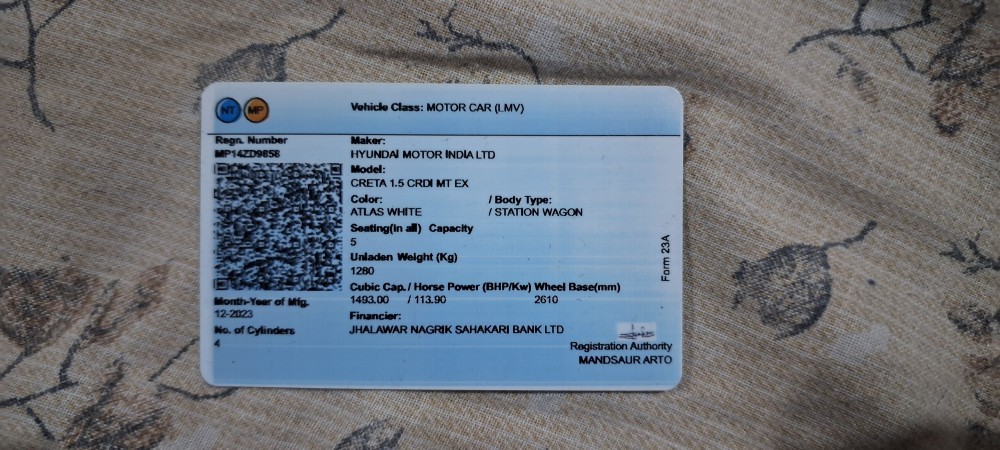 NT MP
Vehicle Class: MOTOR CAR (LMV)
Regn. Number
MP14ZD9858
Maker:
HYUNDAI MOTOR INDIA LTD
Model:
CRETA 1.5 CRDI MT EX
Color: / Body Type:
ATLAS WHITE / STATION WAGON
Seating(in all) Capacity
5
Unladen Weight (Kg)
1280
Cubic Cap. / Horse Power (BHP/Kw) Wheel Base(mm)
1493.00 / 113.90 2610
Month-Year of Mfg.
12-2023
No. of Cylinders
4
Financier:
JHALAWAR NAGRIK SAHAKARI BANK LTD
Form 23A
Registration Authority
MANDSAUR ARTO